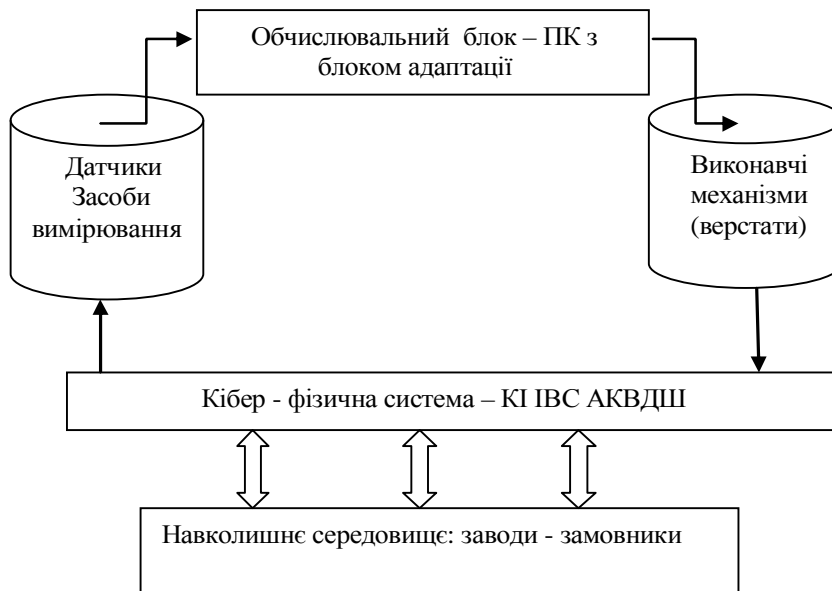 Обчислювальний блок – ПК з
блоком адаптації
Датчики
Засоби
вимірювання
Виконавчі
механізми
(верстати)
Кібер - фізична система – КІ ІВС АКВДШ
Навколишнє середовищє: заводи - замовники